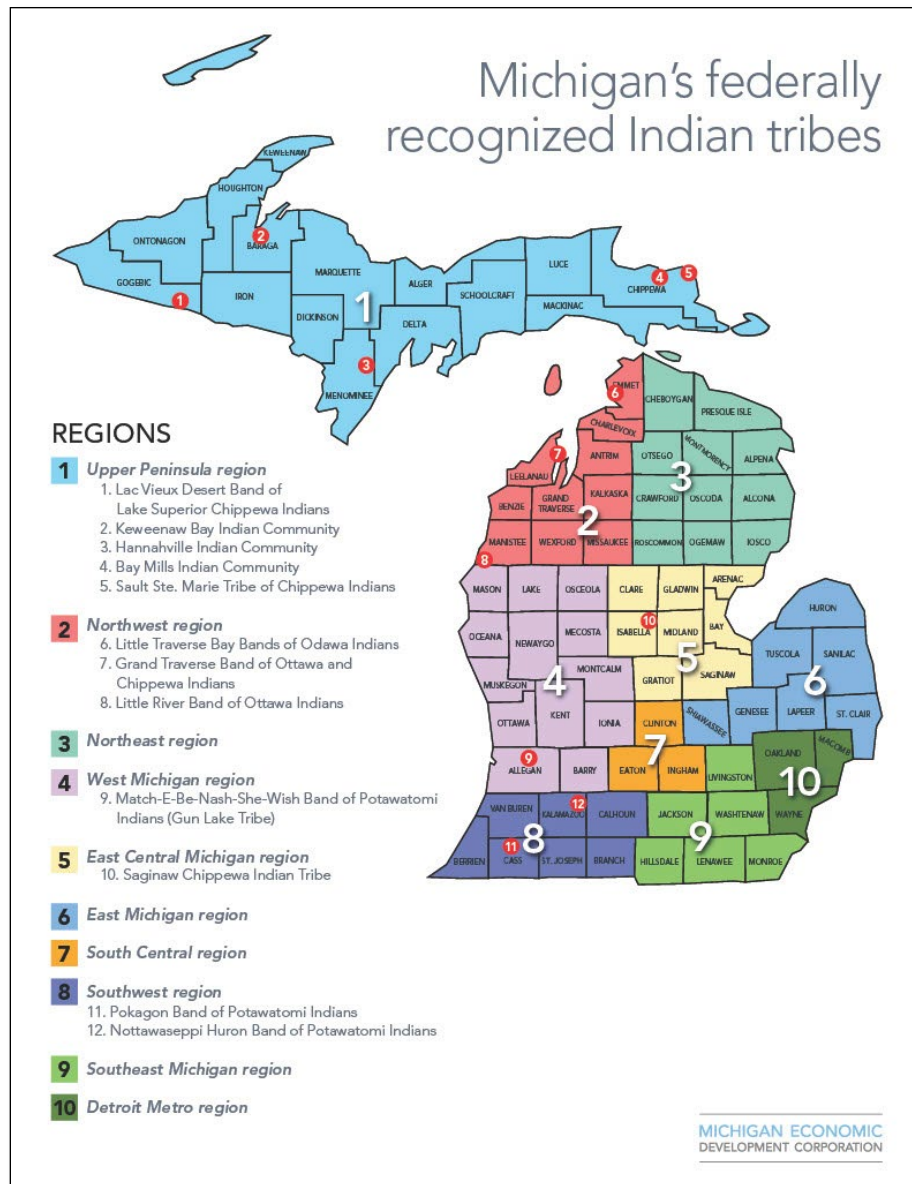 Michigan's federally
recognized Indian tribes
KEWEENAW
HOUGHTON
ONTONAGON
2
BARAGA
GOGEBIC
1
IRON
MARQUETTE
1
DICKINSON
ALGER
LUCE
SCHOOLCRAFT
MACKINAC
4
5
CHIPPEWA
DELTA
3
MENOMINEE
EMMET
6
CHEBOYGAN
PRESQUE ISLE
CHARLEVOIX
ANTRIM
OTSEGO
MONTMORENCY
ALPENA
7
LEELANAU
3
BENZIE
GRAND
TRAVERSE
KALKASKA
CRAWFORD
OSCODA
ALCONA
2
MANISTEE
WEXFORD
MISSAUKEE
ROSCOMMON
OGEMAW
IOSCO
8
MASON
LAKE
OSCEOLA
CLARE
GLADWIN
ARENAC
HURON
OCEANA
NEWAYGO
MECOSTA
ISABELLA
10
MIDLAND
BAY
5
TUSCOLA
SANILAC
MUSKEGON
4
MONTCALM
GRATIOT
SAGINAW
6
OTTAWA
KENT
IONIA
CLINTON
SHIAWASSEE
GENESEE
LAPEER
ST. CLAIR
7
9
ALLEGAN
BARRY
EATON
INGHAM
LIVINGSTON
OAKLAND
MACOMB
10
VAN BUREN
KALAMAZOO
12
CALHOUN
JACKSON
WASHTENAW
WAYNE
8
9
BERRIEN
11
CASS
ST. JOSEPH
BRANCH
HILLSDALE
LENAWEE
MONROE
REGIONS
1 Upper Peninsula region
1. Lac Vieux Desert Band of
Lake Superior Chippewa Indians
2. Keweenaw Bay Indian Community
3. Hannahville Indian Community
4. Bay Mills Indian Community
5. Sault Ste. Marie Tribe of Chippewa Indians
2 Northwest region
6. Little Traverse Bay Bands of Odawa Indians
7. Grand Traverse Band of Ottawa and
Chippewa Indians
8. Little River Band of Ottawa Indians
3 Northeast region
4 West Michigan region
9. Match-E-Be-Nash-She-Wish Band of Potawatomi
Indians (Gun Lake Tribe)
5 East Central Michigan region
10. Saginaw Chippewa Indian Tribe
6 East Michigan region
7 South Central region
8 Southwest region
11. Pokagon Band of Potawatomi Indians
12. Nottawaseppi Huron Band of Potawatomi Indians
9 Southeast Michigan region
10 Detroit Metro region
MICHIGAN ECONOMIC
DEVELOPMENT CORPORATION